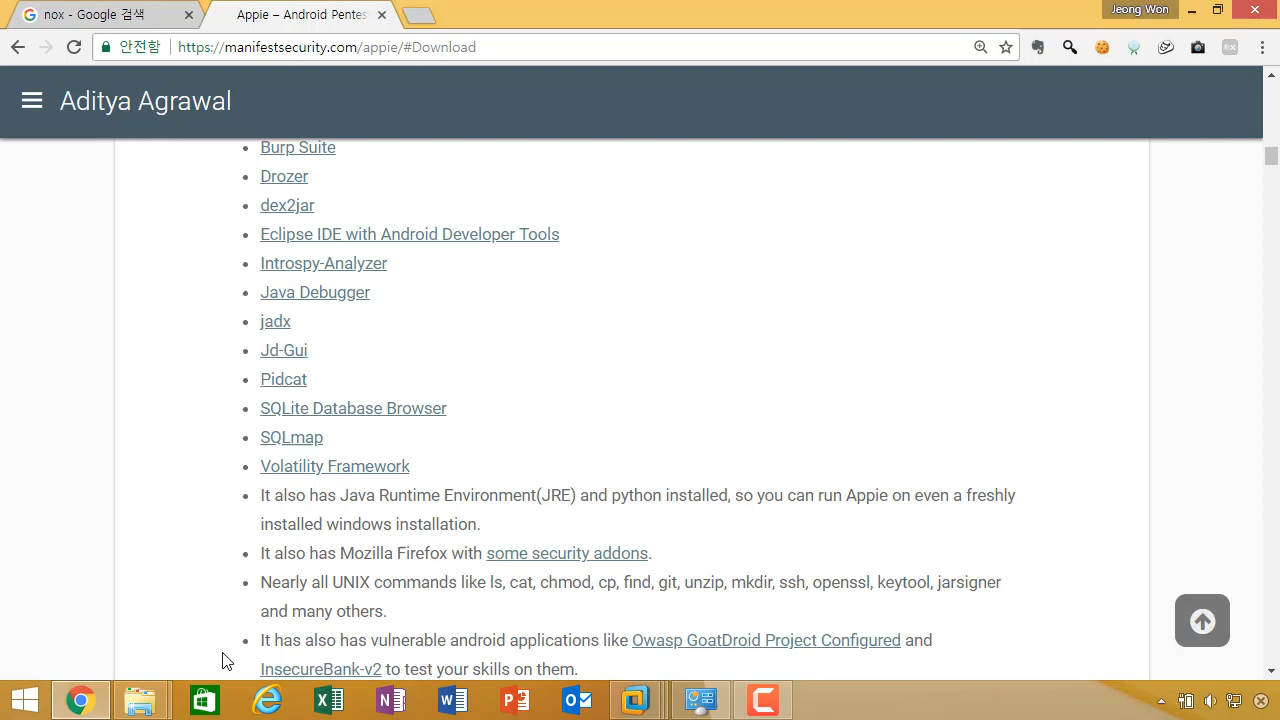 nox - Google 검색
Appie – Android Pentes
Jeong Won
안전함
https://manifestsecurity.com/appie/#Download
Aditya Agrawal
Burp Suite
Drozer
dex2jar
Eclipse IDE with Android Developer Tools
Introspy-Analyzer
Java Debugger
jadx
Jd-Gui
Pidcat
SQLite Database Browser
SQLmap
Volatility Framework
It also has Java Runtime Environment(JRE) and python installed, so you can run Appie on even a freshly
installed windows installation.
It also has Mozilla Firefox with some security addons.
Nearly all UNIX commands like ls, cat, chmod, cp, find, git, unzip, mkdir, ssh, openssl, keytool, jarsigner
and many others.
It has also has vulnerable android applications like Owasp GoatDroid Project Configured and
InsecureBank-v2 to test your skills on them.